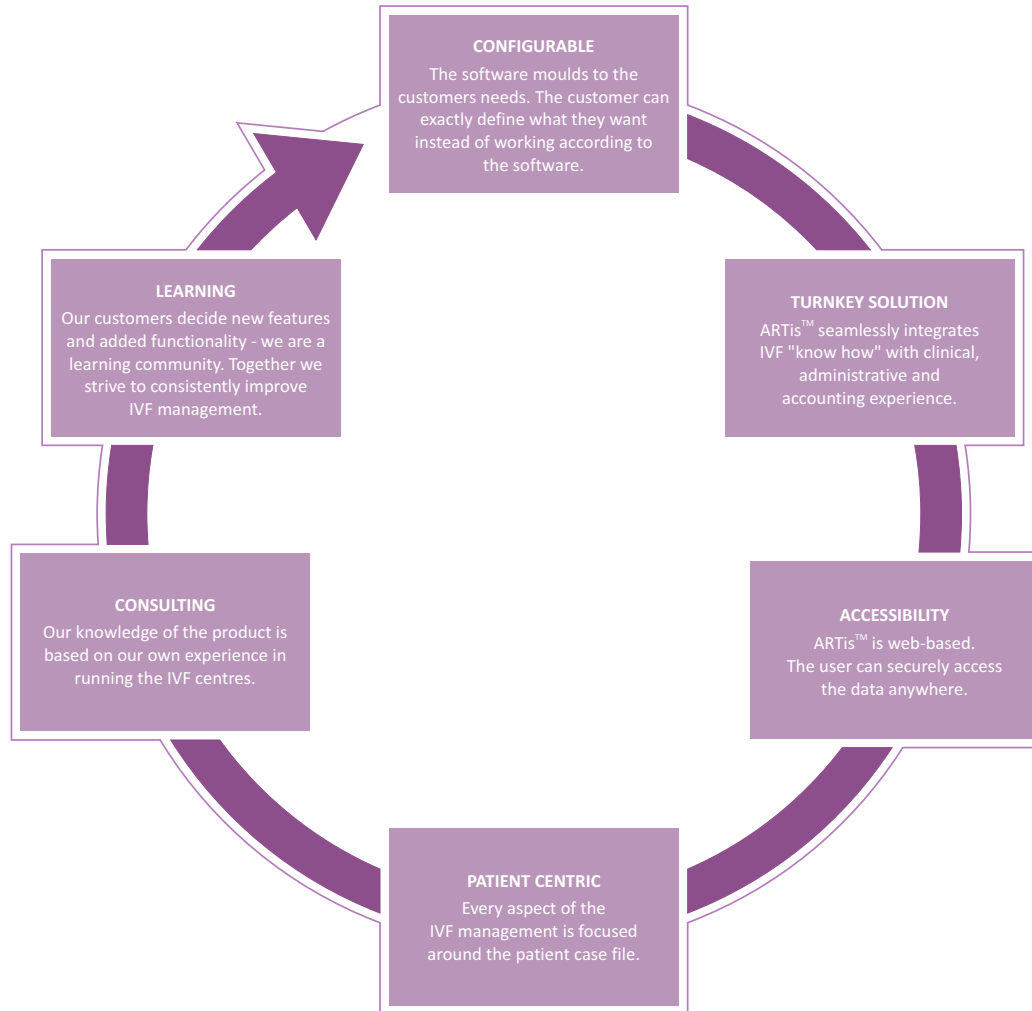 CONFIGURABLE
The software moulds to the
customers needs. The customer can
exactly define what they want
instead of working according to
the software.
TURNKEY SOLUTION
ARTis™ seamlessly integrates
IVF "know how" with clinical,
administrative and
accounting experience.
ACCESSIBILITY
ARTis™ is web-based.
The user can securely access
the data anywhere.
PATIENT CENTRIC
Every aspect of the
IVF management is focused
around the patient case file.
CONSULTING
Our knowledge of the product is
based on our own experience in
running the IVF centres.
LEARNING
Our customers decide new features
and added functionality - we are a
learning community. Together we
strive to consistently improve
IVF management.